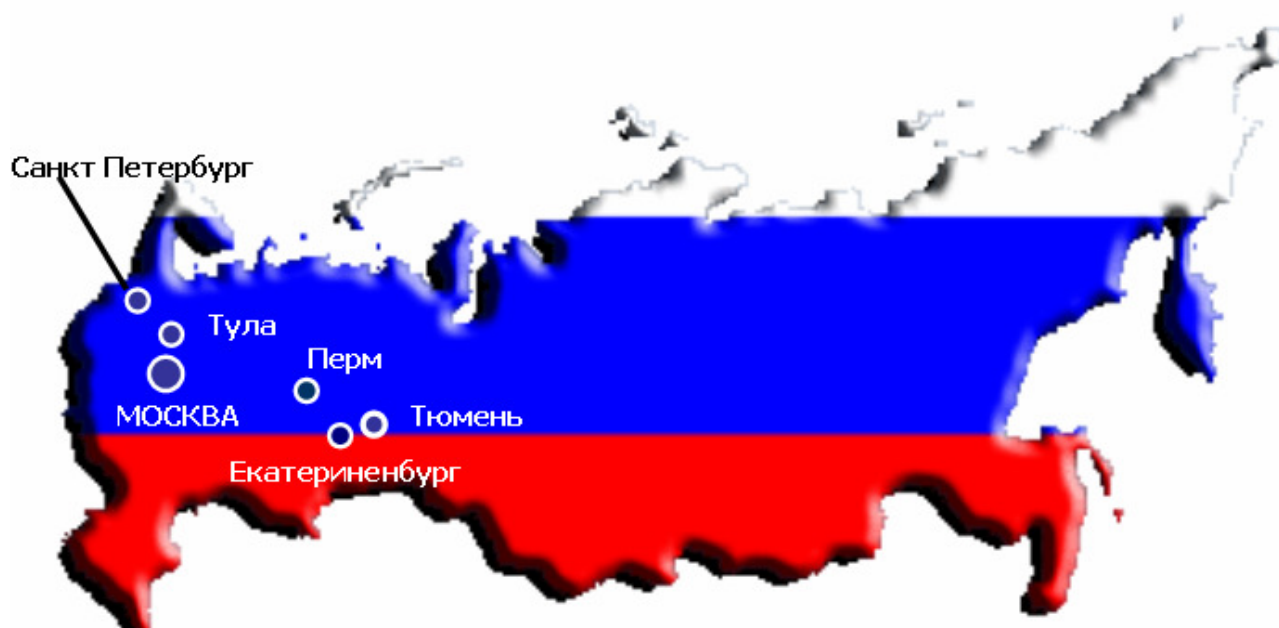 Санкт Петербург
Тула
Перм
МОСКВА
Тюмень
Екатериненбург